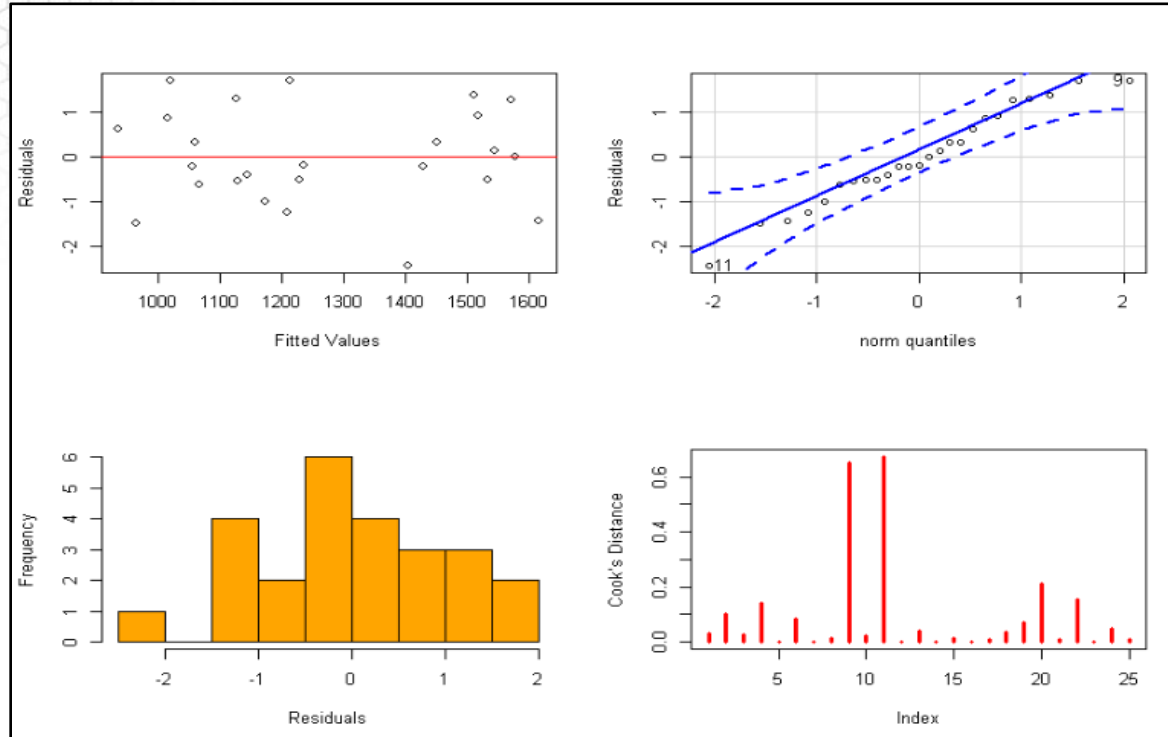 Residuals
1
0
-1
-2
1000 1100 1200 1300 1400 1500 1600
Fitted Values
Residuals
1
0
-1
-2
9
11
-2 -1 0 1 2
norm quantiles
Frequency
6
5
4
3
2
1
0
-2 -1 0 1 2
Residuals
Cook's Distance
0.6
0.2
0.0
5 10 15 20 25
Index